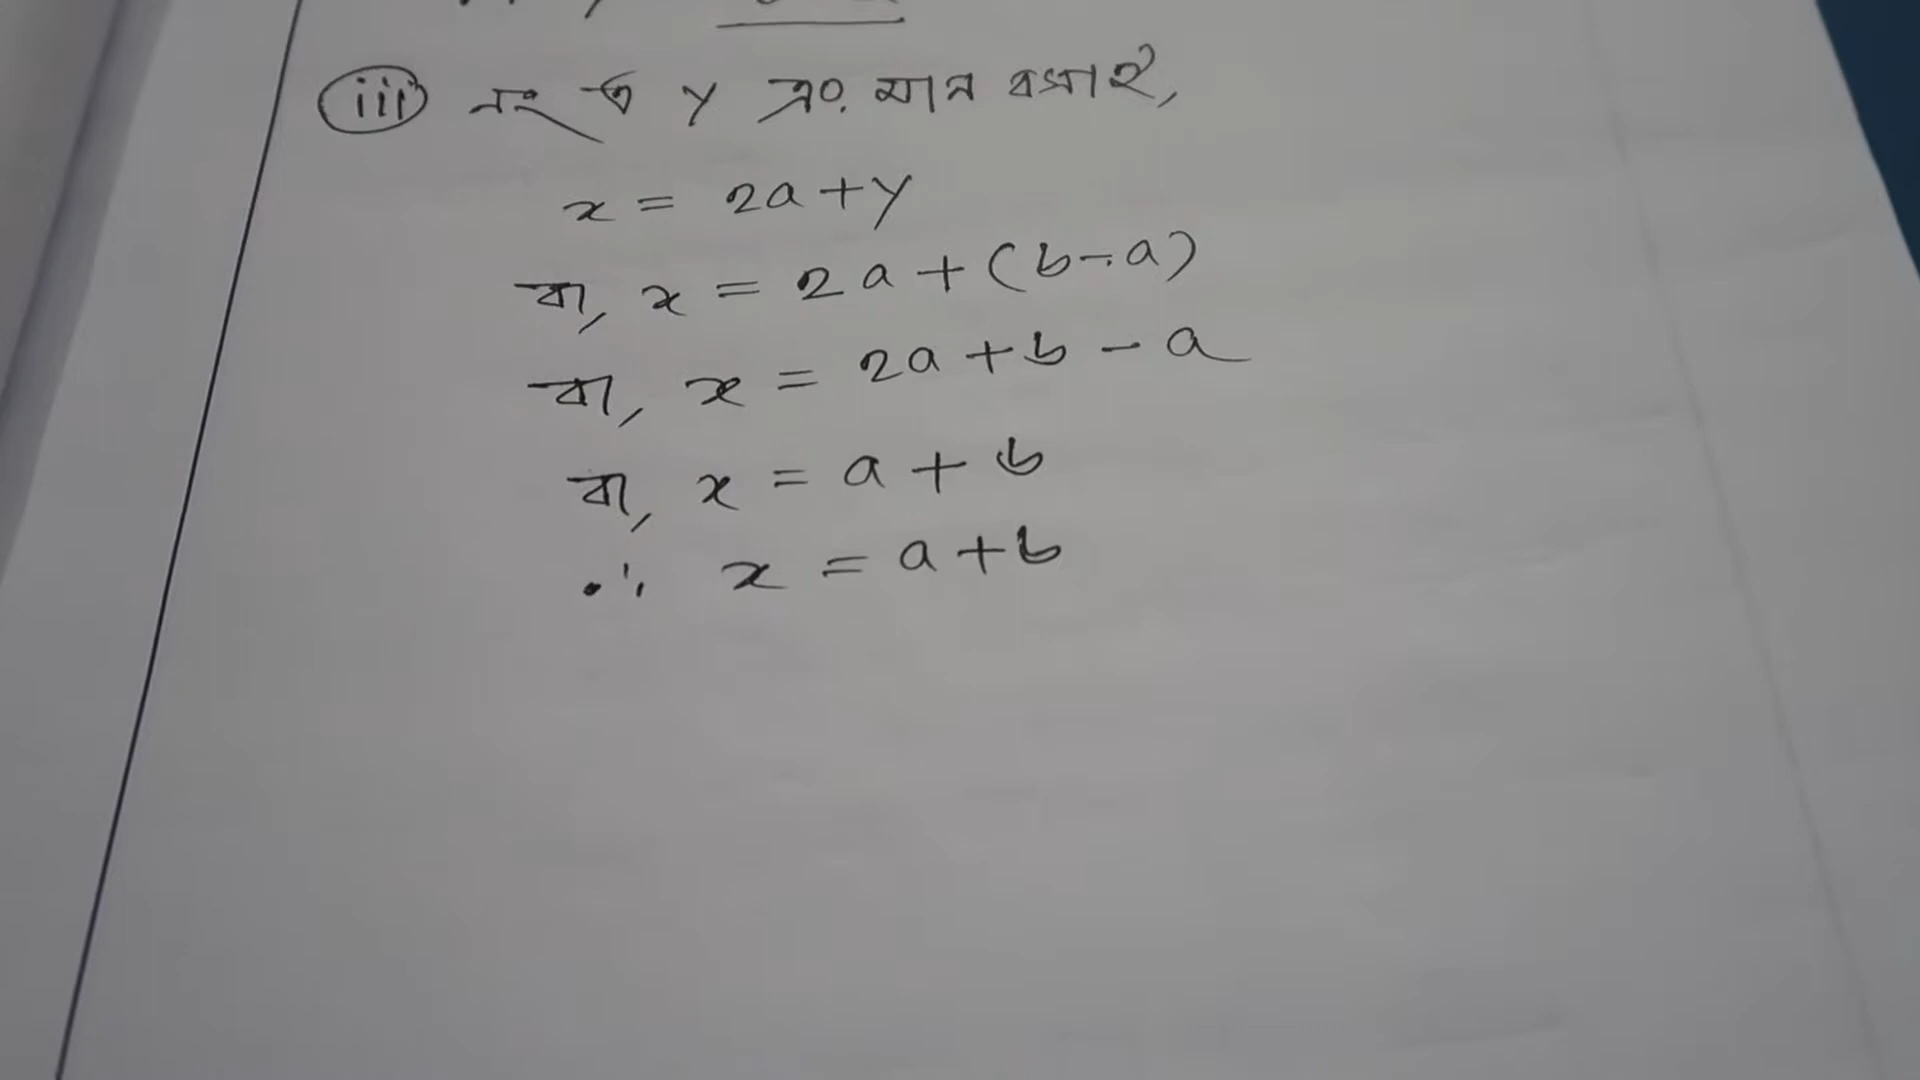 (iii) নং এ y এর মান বসাই,
x = 2a + y
বা, x = 2a + (b - a)
বা, x = 2a + b - a
বা, x = a + b
∴ x = a + b